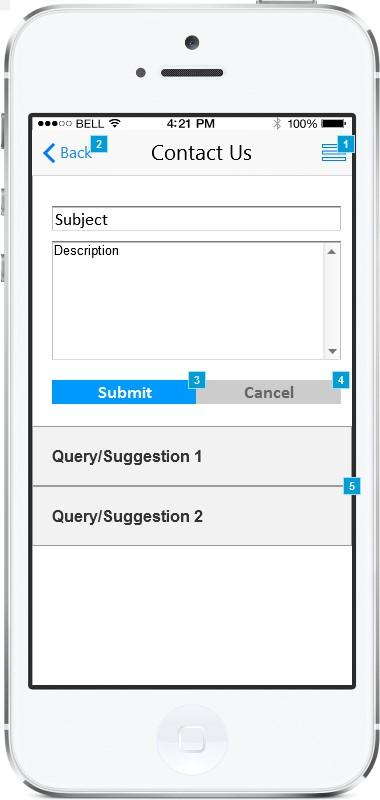 ●●●○○ BELL 4:21 PM 100%
Back 2 Contact Us 1
Subject
Description
Submit 3 Cancel 4
Query/Suggestion 1
5
Query/Suggestion 2